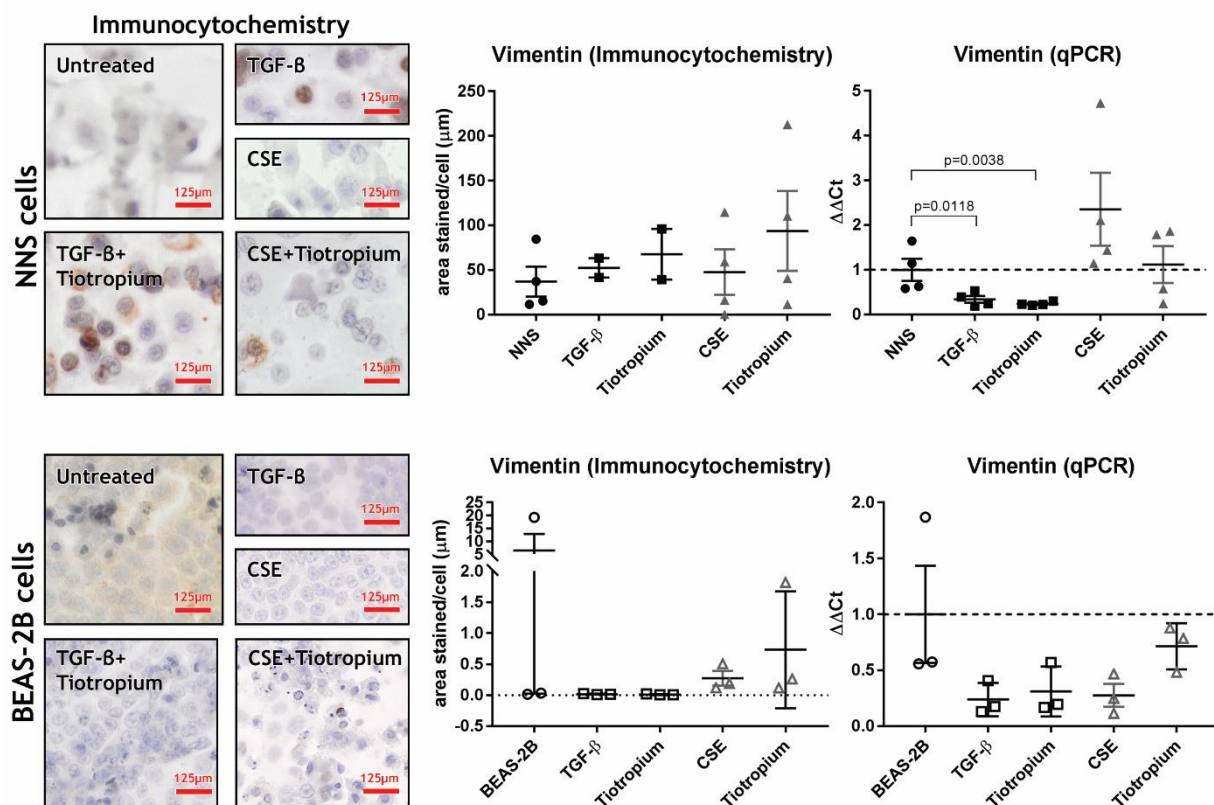 Immunocytochemistry
NNS cells
Untreated
125µm
TGF-ß
125µm
CSE
125µm
TGF-ß+
Tiotropium
125µm
CSE+Tiotropium
125µm
Vimentin (Immunocytochemistry)
area stained/cell (µm)
250
200
150
100
50
0
NNS
TGF-β
Tiotropium
CSE
Tiotropium
Vimentin (qPCR)
ΔΔCt
5
4
3
2
1
0
p=0.0038
p=0.0118
NNS
TGF-β
Tiotropium
CSE
Tiotropium
BEAS-2B cells
Untreated
125µm
TGF-ß
125µm
CSE
125µm
TGF-ß+
Tiotropium
125µm
CSE+Tiotropium
125µm
Vimentin (Immunocytochemistry)
area stained/cell (µm)
25
20
15
10
5
2.0
1.5
1.0
0.5
0.0
-0.5
BEAS-2B
TGF-β
Tiotropium
CSE
Tiotropium
Vimentin (qPCR)
ΔΔCt
2.0
1.5
1.0
0.5
0.0
BEAS-2B
TGF-β
Tiotropium
CSE
Tiotropium